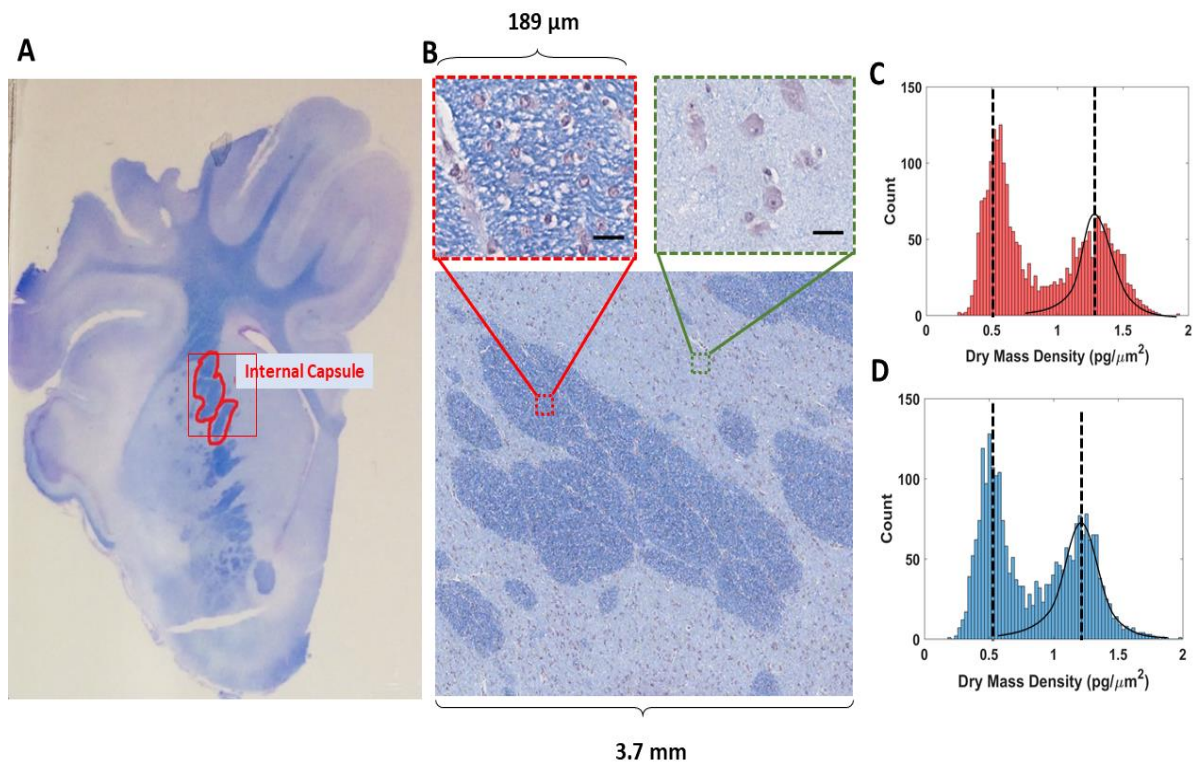 189 μm
A
B
C
150
100
50
0
Count
0
0.5
1
1.5
2
Dry Mass Density (pg/μm²)
Internal Capsule
D
150
100
50
0
Count
0
0.5
1
1.5
2
Dry Mass Density (pg/μm²)
3.7 mm